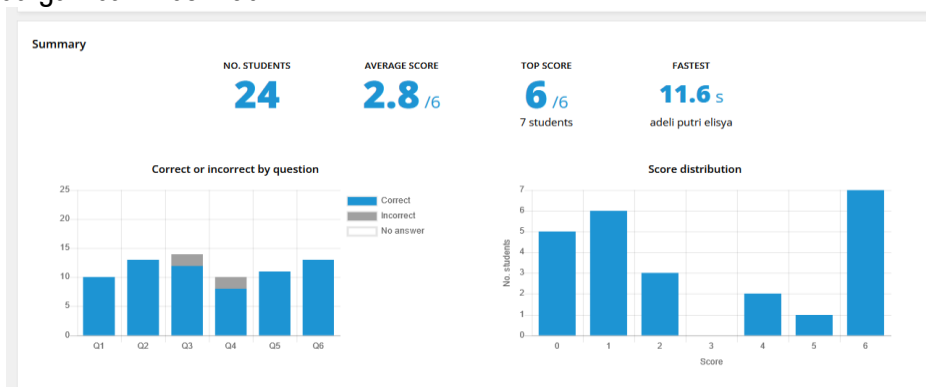 Summary
NO. STUDENTS
24
AVERAGE SCORE
2.8 /6
TOP SCORE
6 /6
7 students
FASTEST
11.6 s
adeli putri elisya
Correct or incorrect by question
25
20
15
10
5
0
Q1 Q2 Q3 Q4 Q5 Q6
Correct
Incorrect
No answer
Score distribution
No. students
7
6
5
4
3
2
1
0
0 1 2 3 4 5 6
Score